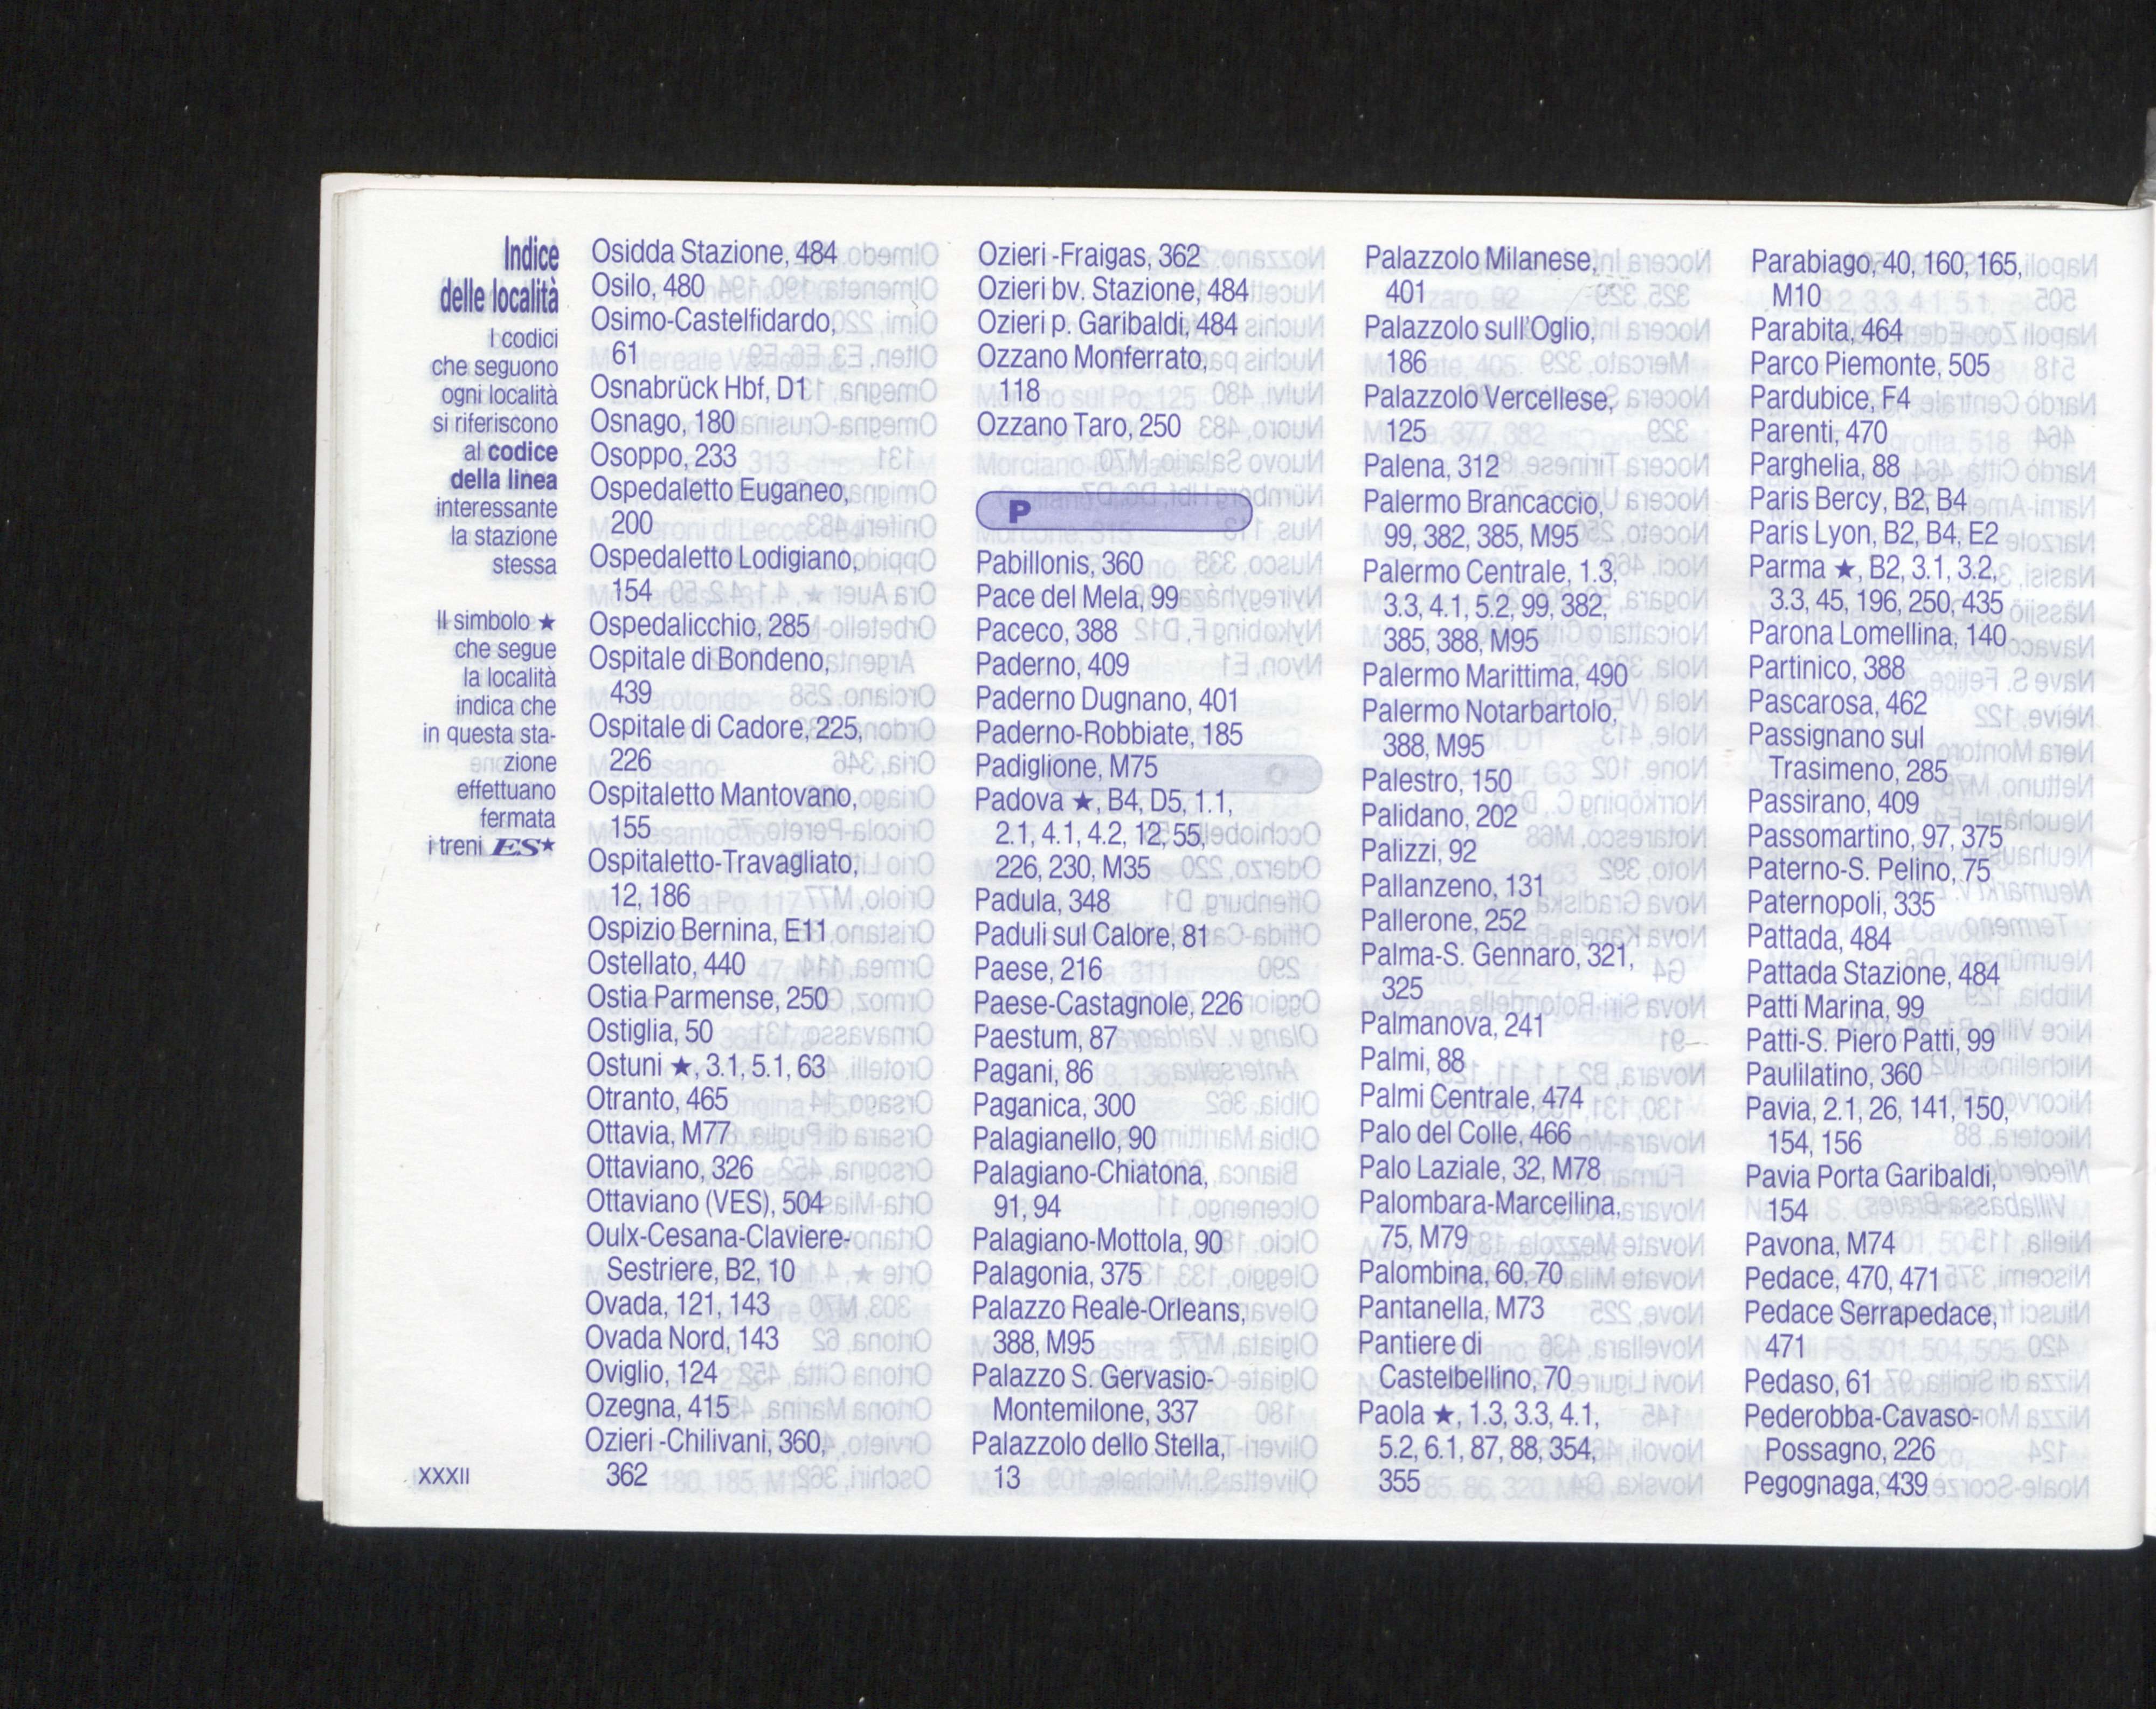 Indice
delle località
I codici
che seguono
ogni località
si riferiscono
al codice
della linea
interessante
la stazione
stessa
Il simbolo ★
che segue
la località
indica che
in questa sta-
zione
effettuano
fermata
i treni ES★
XXXII
Osidda Stazione, 484
Osilo, 480
Osimo-Castelfidardo,
61
Osnabrück Hbf, D1
Osnago, 180
Osoppo, 233
Ospedaletto Euganeo,
200
Ospedaletto Lodigiano,
154
Ospedalicchio, 285
Ospitale di Bondeno,
439
Ospitale di Cadore, 225,
226
Ospitaletto Mantovano,
155
Ospitaletto-Travagliato,
12, 186
Ospizio Bernina, E11
Ostellato, 440
Ostia Parmense, 250
Ostiglia, 50
Ostuni ★, 3.1, 5.1, 63
Otranto, 465
Ottavia, M77
Ottaviano, 326
Ottaviano (VES), 504
Oulx-Cesana-Claviere-
Sestriere, B2, 10
Ovada, 121, 143
Ovada Nord, 143
Oviglio, 124
Ozegna, 415
Ozieri -Chilivani, 360,
362
Ozieri -Fraigas, 362
Ozieri bv. Stazione, 484
Ozieri p. Garibaldi, 484
Ozzano Monferrato,
118
Ozzano Taro, 250
P
Pabillonis, 360
Pace del Mela, 99
Paceco, 388
Paderno, 409
Paderno Dugnano, 401
Paderno-Robbiate, 185
Padiglione, M75
Padova ★, B4, D5, 1.1,
2.1, 4.1, 4.2, 12, 55,
226, 230, M35
Padula, 348
Paduli sul Calore, 81
Paese, 216
Paese-Castagnole, 226
Paestum, 87
Pagani, 86
Paganica, 300
Palagianello, 90
Palagiano-Chiatona,
91, 94
Palagiano-Mottola, 90
Palagonia, 375
Palazzo Reale-Orleans,
388, M95
Palazzo S. Gervasio-
Montemilone, 337
Palazzolo dello Stella,
13
Palazzolo Milanese,
401
Palazzolo sull'Oglio,
186
Palazzolo Vercellese,
125
Palena, 312
Palermo Brancaccio,
99, 382, 385, M95
Palermo Centrale, 1.3,
3.3, 4.1, 5.2, 99, 382,
385, 388, M95
Palermo Marittima, 490
Palermo Notarbartolo,
388, M95
Palestro, 150
Palidano, 202
Palizzi, 92
Pallanzeno, 131
Pallerone, 252
Palma-S. Gennaro, 321,
325
Palmanova, 241
Palmi, 88
Palmi Centrale, 474
Palo del Colle, 466
Palo Laziale, 32, M78
Palombara-Marcellina,
75, M79
Palombina, 60, 70
Pantanella, M73
Pantiere di
Castelbellino, 70
Paola ★, 1.3, 3.3, 4.1,
5.2, 6.1, 87, 88, 354,
355
Parabiago, 40, 160, 165,
M10
Parabita, 464
Parco Piemonte, 505
Pardubice, F4
Parenti, 470
Parghelia, 88
Paris Bercy, B2, B4
Paris Lyon, B2, B4, E2
Parma ★, B2, 3.1, 3.2,
3.3, 45, 196, 250, 435
Parona Lomellina, 140
Partinico, 388
Pascarosa, 462
Passignano sul
Trasimeno, 285
Passirano, 409
Passomartino, 97, 375
Paterno-S. Pelino, 75
Paternopoli, 335
Pattada, 484
Pattada Stazione, 484
Patti Marina, 99
Patti-S. Piero Patti, 99
Paulilatino, 360
Pavia, 2.1, 26, 141, 150,
154, 156
Pavia Porta Garibaldi,
154
Pavona, M74
Pedace, 470, 471
Pedace Serrapedace,
471
Pedaso, 61
Pederobba-Cavaso-
Possagno, 226
Pegognaga, 439